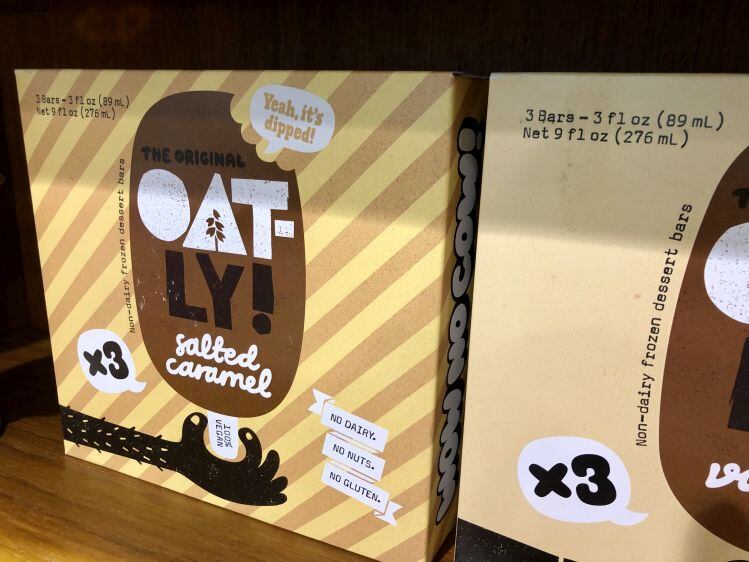 3 Bars – 3 fl oz (89 mL)
Net 9 fl oz (276 mL)
Yeah, it's
dipped!
THE ORIGINAL
OAT-
LY!
salted
caramel
Non-dairy frozen dessert bars
x3
100%
VEGAN
NO DAIRY.
NO NUTS.
NO GLUTEN.
WOW NO COW!
3 Bars – 3 fl oz (89 mL)
Net 9 fl oz (276 mL)
Non-dairy frozen dessert bars
x3